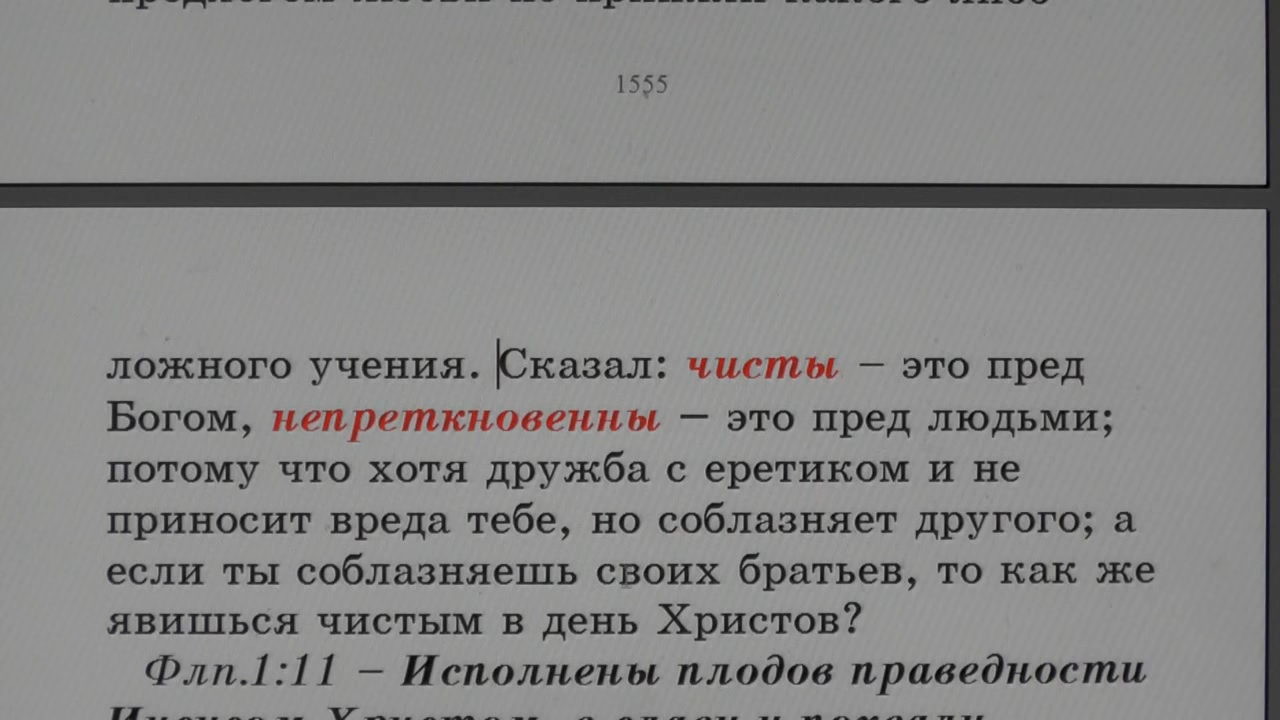 1555
ложного учения. Сказал: чисты – это пред
Богом, непреткновенны – это пред людьми;
потому что хотя дружба с еретиком и не
приносит вреда тебе, но соблазняет другого; а
если ты соблазняешь своих братьев, то как же
явишься чистым в день Христов?
Флп.1:11 – Исполнены плодов праведности